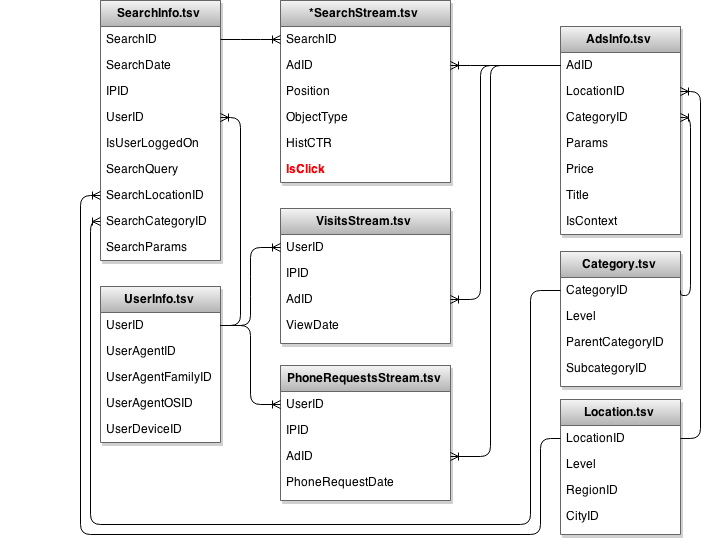 SearchInfo.tsv
SearchID
SearchDate
IPID
UserID
IsUserLoggedOn
SearchQuery
SearchLocationID
SearchCategoryID
SearchParams
UserInfo.tsv
UserID
UserAgentID
UserAgentFamilyID
UserAgentOSID
UserDeviceID
*SearchStream.tsv
SearchID
AdID
Position
ObjectType
HistCTR
IsClick
VisitsStream.tsv
UserID
IPID
AdID
ViewDate
PhoneRequestsStream.tsv
UserID
IPID
AdID
PhoneRequestDate
AdsInfo.tsv
AdID
LocationID
CategoryID
Params
Price
Title
IsContext
Category.tsv
CategoryID
Level
ParentCategoryID
SubcategoryID
Location.tsv
LocationID
Level
RegionID
CityID